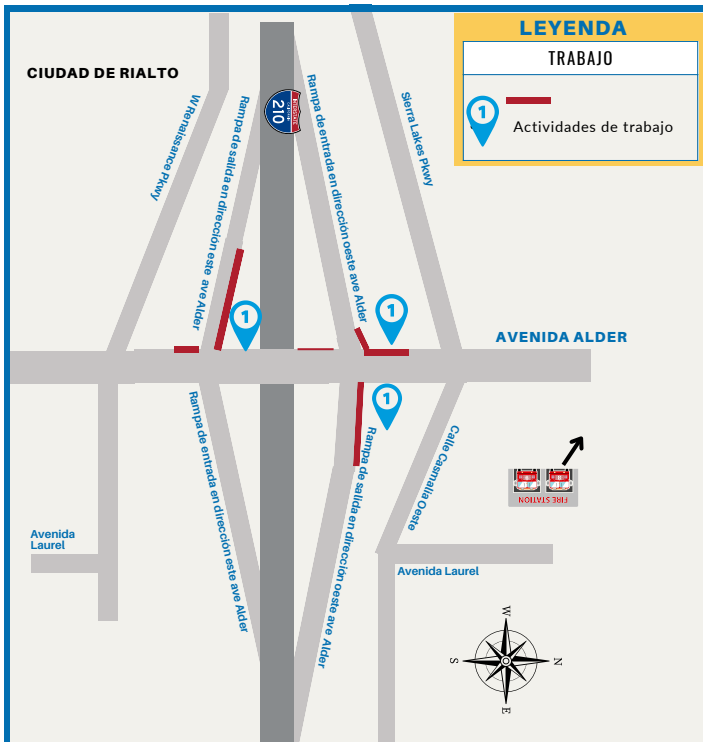 LEYENDA
TRABAJO
1
Actividades de trabajo
CIUDAD DE RIALTO
W Renaissance Pkwy
Rampa de salida en dirección este ave Alder
210
Rampa de entrada en dirección oeste ave Alder
Sierra Lakes Pkwy
1
1
AVENIDA ALDER
1
Rampa de entrada en dirección este ave Alder
Rampa de salida en dirección oeste ave Alder
Calle Casmalia Oeste
FIRE STATION
Avenida
Laurel
Avenida Laurel
W
S
N
E